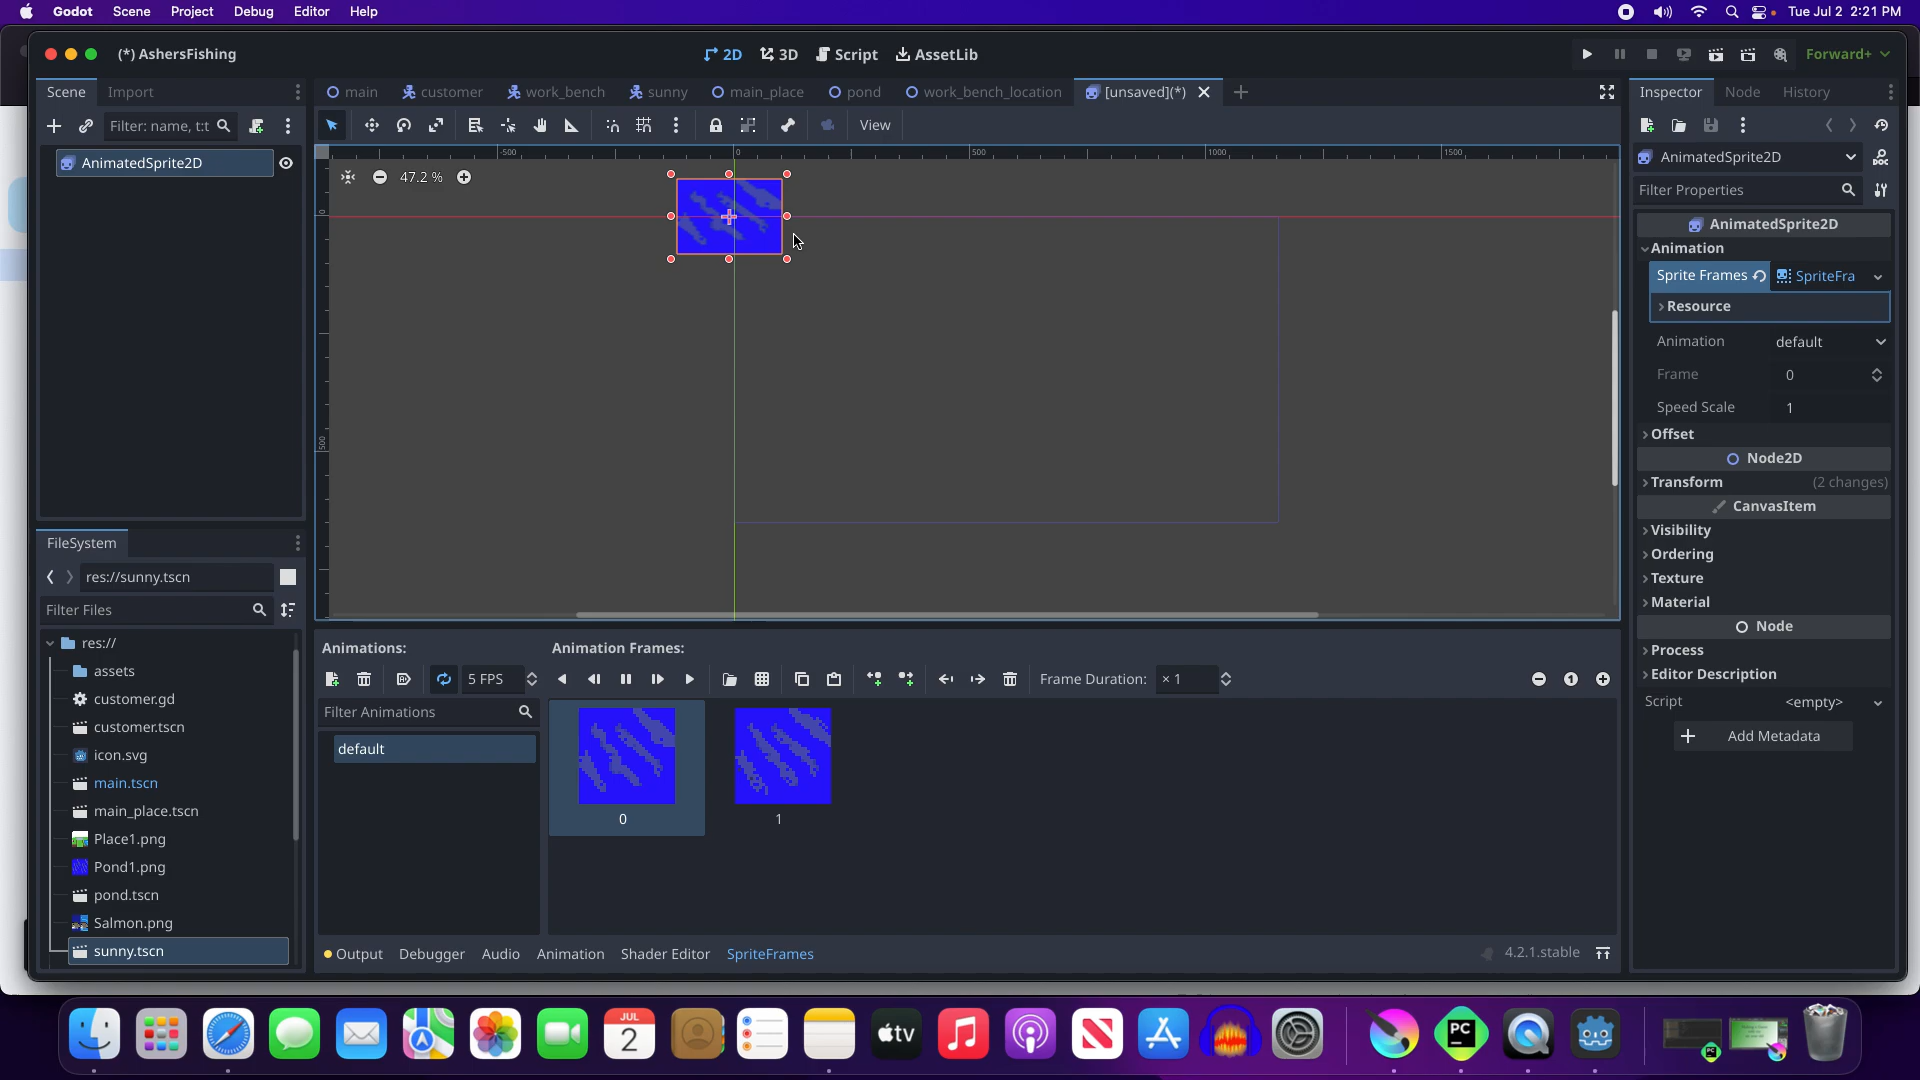 Godot Scene Project Debug Editor Help Tue Jul 2 2:21 PM
(*) AshersFishing 2D 3D Script AssetLib Forward+
Scene Import main customer work_bench sunny main_place pond work_bench_location [unsaved](*) Inspector Node History
Filter: name, t:t View
AnimatedSprite2D
47.2 %
-500 0 500 1000 1500
0
500
AnimatedSprite2D
Filter Properties
AnimatedSprite2D
Animation
Sprite Frames SpriteFra
Resource
Animation default
Frame 0
Speed Scale 1
Offset
Node2D
Transform (2 changes)
CanvasItem
Visibility
Ordering
Texture
Material
Node
Process
Editor Description
Script <empty>
Add Metadata
FileSystem
res://sunny.tscn
Filter Files
res://
assets
customer.gd
customer.tscn
icon.svg
main.tscn
main_place.tscn
Place1.png
Pond1.png
pond.tscn
Salmon.png
sunny.tscn
Animations: Animation Frames:
5 FPS Frame Duration: ×1 1
Filter Animations
default
0 1
Output Debugger Audio Animation Shader Editor SpriteFrames 4.2.1.stable
JUL
2
tv
PC
PC